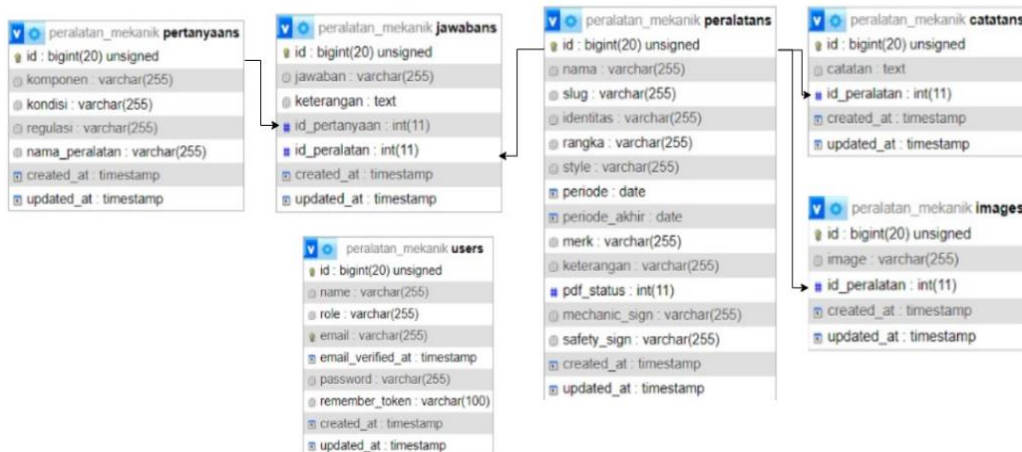 peralatan_mekanik pertanyaans
id : bigint(20) unsigned
komponen : varchar(255)
kondisi : varchar(255)
regulasi : varchar(255)
nama_peralatan : varchar(255)
created_at : timestamp
updated_at : timestamp
peralatan_mekanik jawabans
id : bigint(20) unsigned
jawaban : varchar(255)
keterangan : text
id_pertanyaan : int(11)
id_peralatan : int(11)
created_at : timestamp
updated_at : timestamp
peralatan_mekanik users
id : bigint(20) unsigned
name : varchar(255)
role : varchar(255)
email : varchar(255)
email_verified_at : timestamp
password : varchar(255)
remember_token : varchar(100)
created_at : timestamp
updated_at : timestamp
peralatan_mekanik peralatans
id : bigint(20) unsigned
nama : varchar(255)
slug : varchar(255)
identitas : varchar(255)
rangka : varchar(255)
style : varchar(255)
periode : date
periode_akhir : date
merk : varchar(255)
keterangan : varchar(255)
pdf_status : int(11)
mechanic_sign : varchar(255)
safety_sign : varchar(255)
created_at : timestamp
updated_at : timestamp
peralatan_mekanik catatans
id : bigint(20) unsigned
catatan : text
id_peralatan : int(11)
created_at : timestamp
updated_at : timestamp
peralatan_mekanik images
id : bigint(20) unsigned
image : varchar(255)
id_peralatan : int(11)
created_at : timestamp
updated_at : timestamp